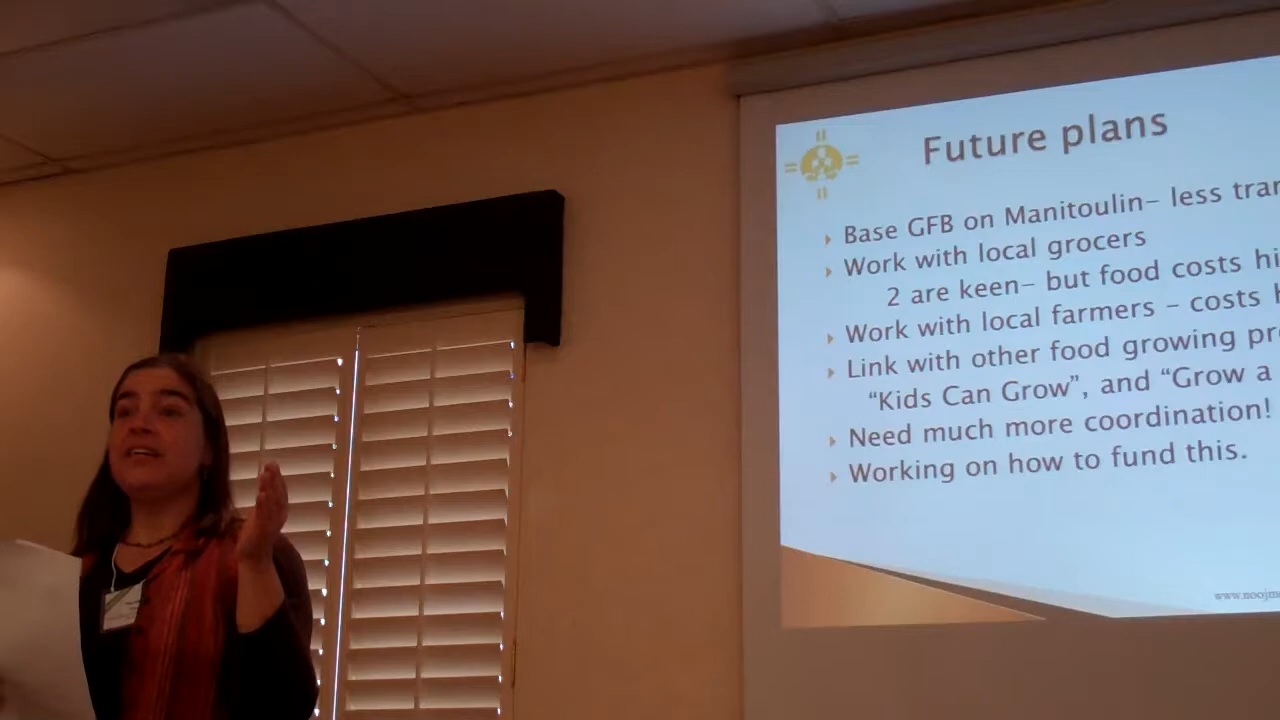 Future plans
Base GFB on Manitoulin– less
Work with local grocers
2 are keen– but food costs
Work with local farmers – costs
Link with other food growing
“Kids Can Grow”, and “Grow a
Need much more coordination!
Working on how to fund this.